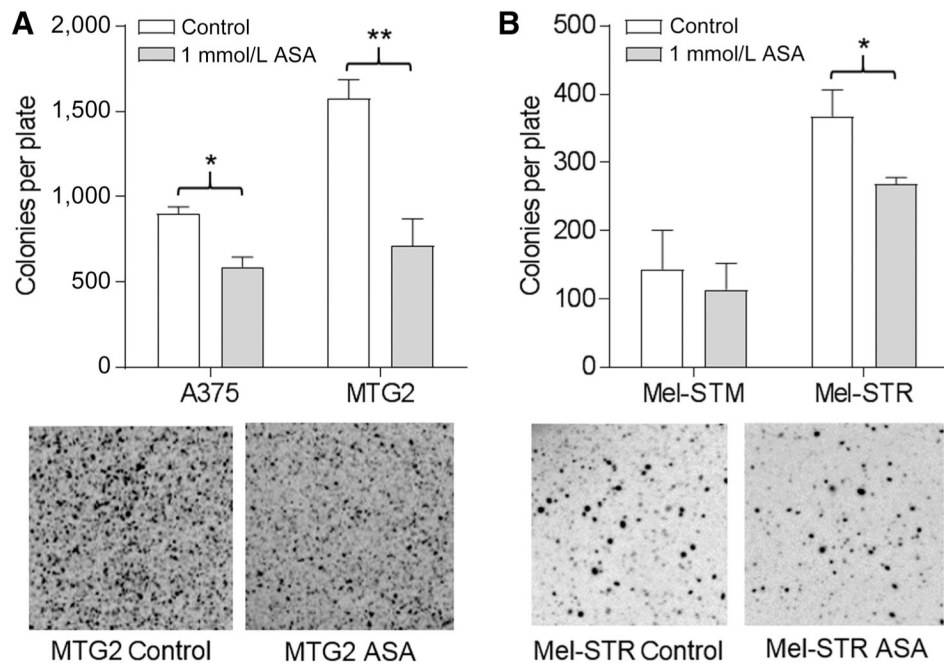 A
Colonies per plate
2,000
1,500
1,000
500
0
Control
1 mmol/L ASA
*
**
A375
MTG2
MTG2 Control
MTG2 ASA
B
Colonies per plate
500
400
300
200
100
0
Control
1 mmol/L ASA
*
Mel-STM
Mel-STR
Mel-STR Control
Mel-STR ASA